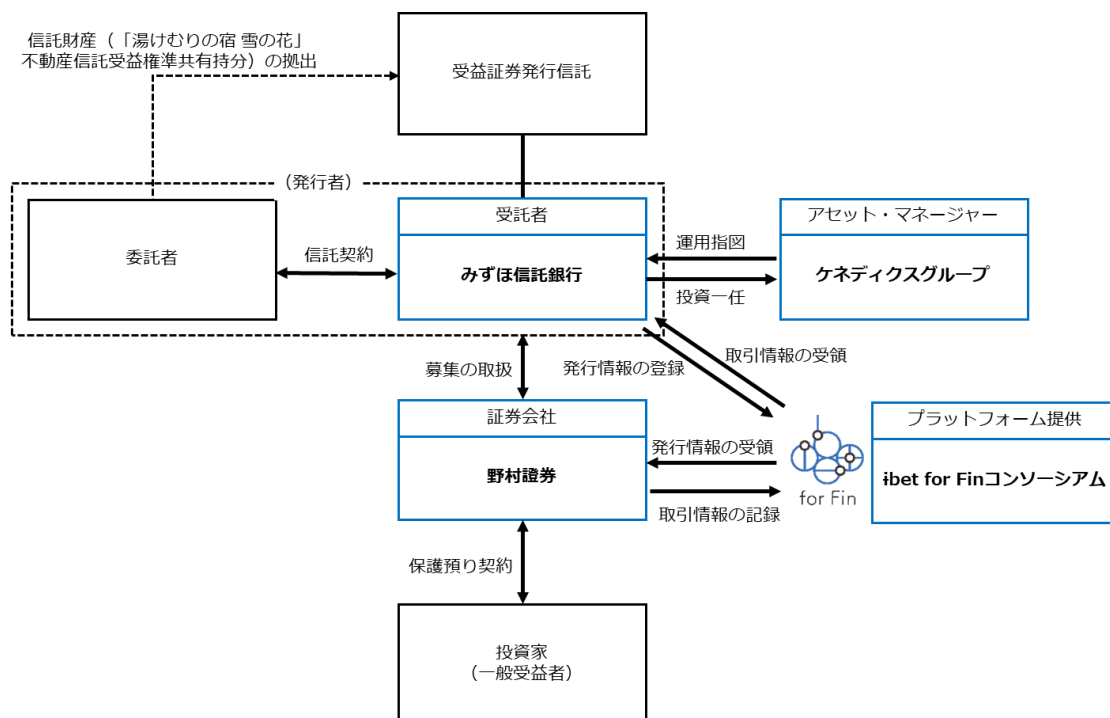 信託財産（「湯けむりの宿 雪の花」
不動産信託受益権準共有持分）の拠出
受益証券発行信託
（発行者）
委託者
信託契約
受託者
みずほ信託銀行
運用指図
投資一任
アセット・マネージャー
ケネディクスグループ
募集の取扱
発行情報の登録
取引情報の受領
証券会社
野村證券
発行情報の受領
取引情報の記録
for Fin
プラットフォーム提供
ibet for Finコンソーシアム
保護預り契約
投資家
（一般受益者）